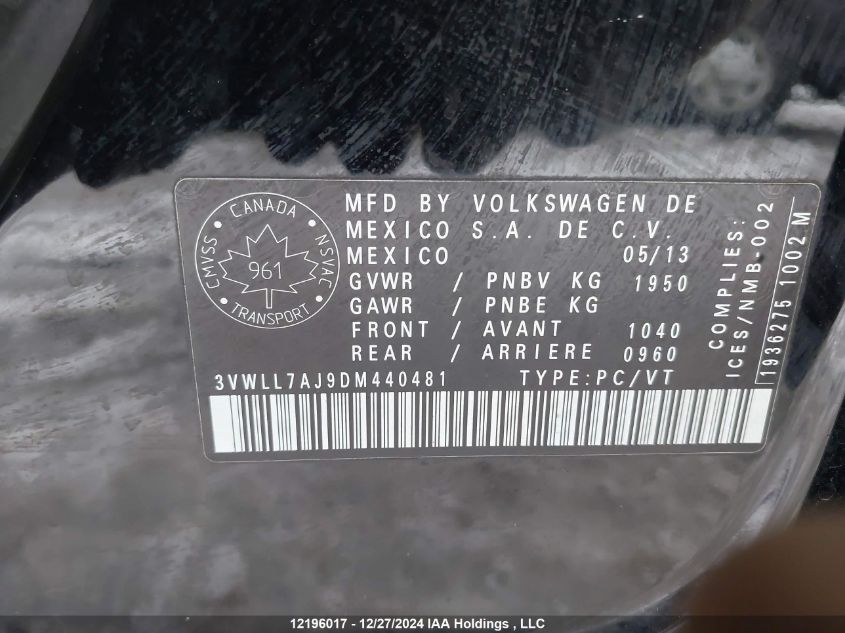 CANADA
CMVSS
NSVAC
961
TRANSPORT
MFD BY VOLKSWAGEN DE
MEXICO S.A. DE C.V.
MEXICO 05/13
GVWR / PNBV KG 1950
GAWR / PNBE KG
FRONT / AVANT 1040
REAR / ARRIERE 0960
3VWLL7AJ9DM440481 TYPE:PC/VT
COMPLIES:
ICES/NMB-002
1936275 1002 M
12196017 - 12/27/2024 IAA Holdings , LLC